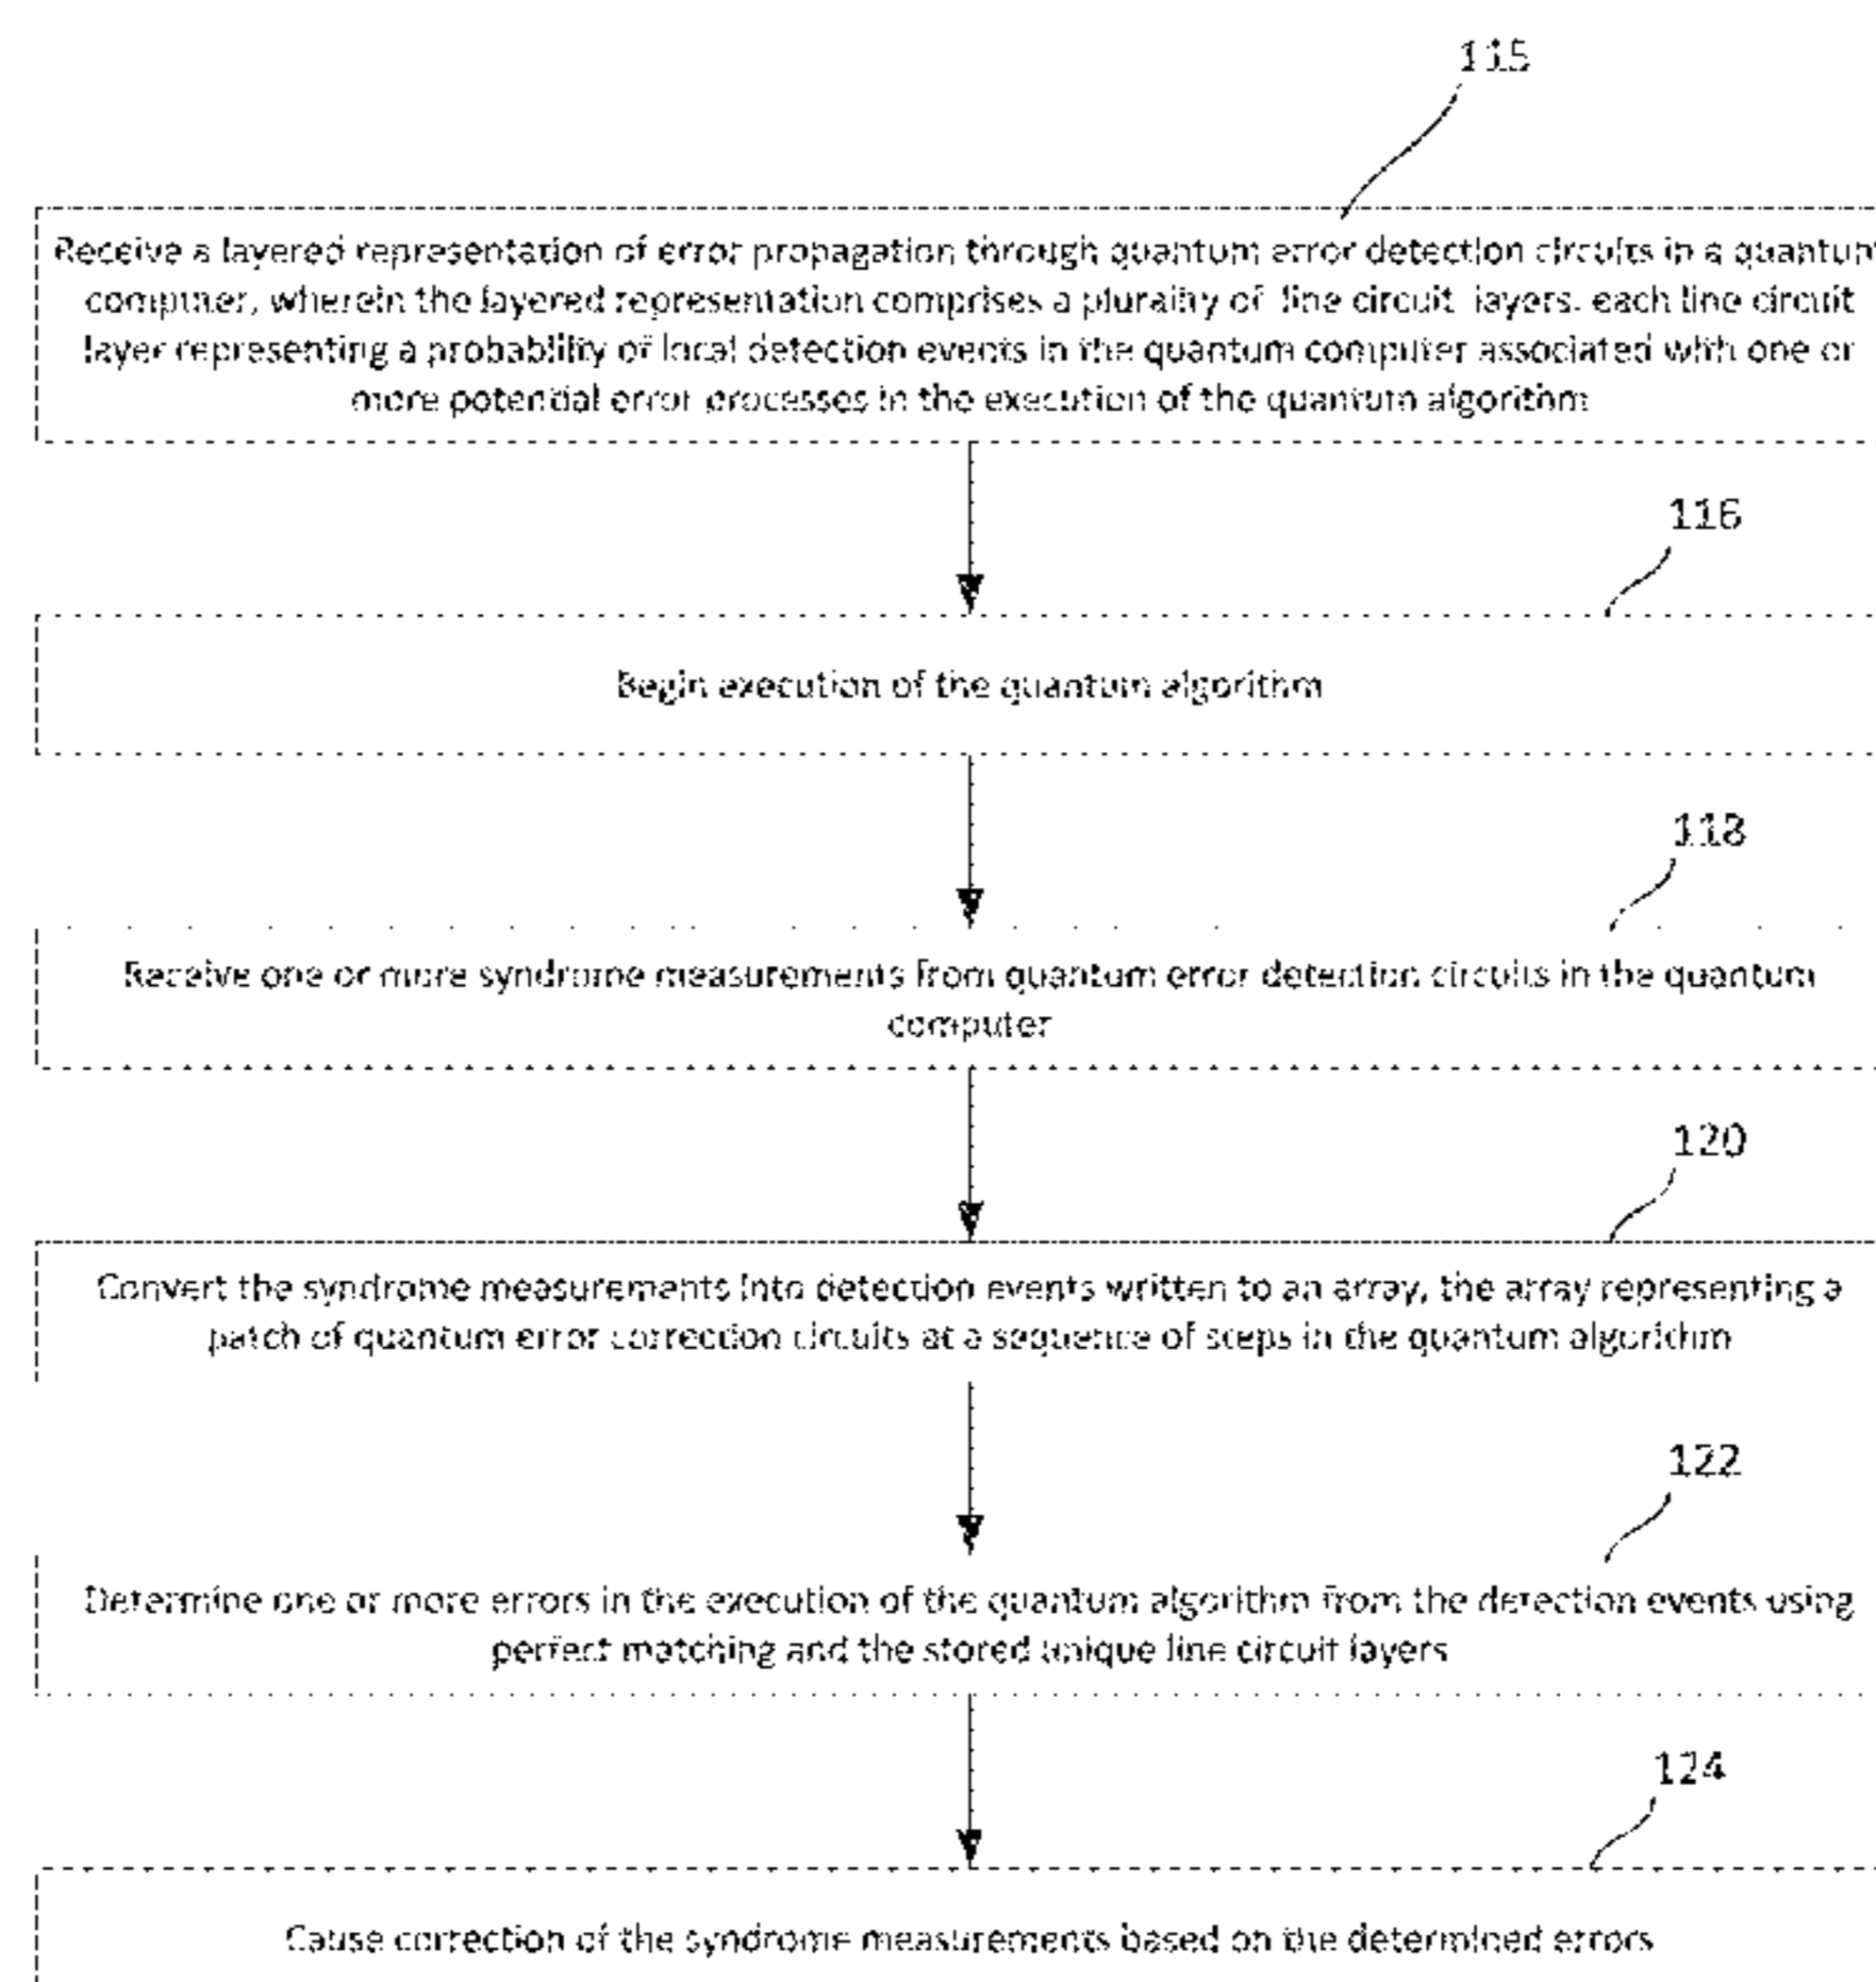 115
Receive a layered representation of error propagation through quantum error detection circuits in a quantum
computer, wherein the layered representation comprises a plurality of line circuit layers, each line circuit
layer representing a probability of local detection events in the quantum computer associated with one or
more potential error processes in the execution of the quantum algorithm
116
Begin execution of the quantum algorithm
118
Receive one or more syndrome measurements from quantum error detection circuits in the quantum
computer
120
Convert the syndrome measurements into detection events written to an array, the array representing a
patch of quantum error correction circuits at a sequence of steps in the quantum algorithm
122
Determine one or more errors in the execution of the quantum algorithm from the detection events using
perfect matching and the stored unique line circuit layers
124
Cause correction of the syndrome measurements based on the determined errors